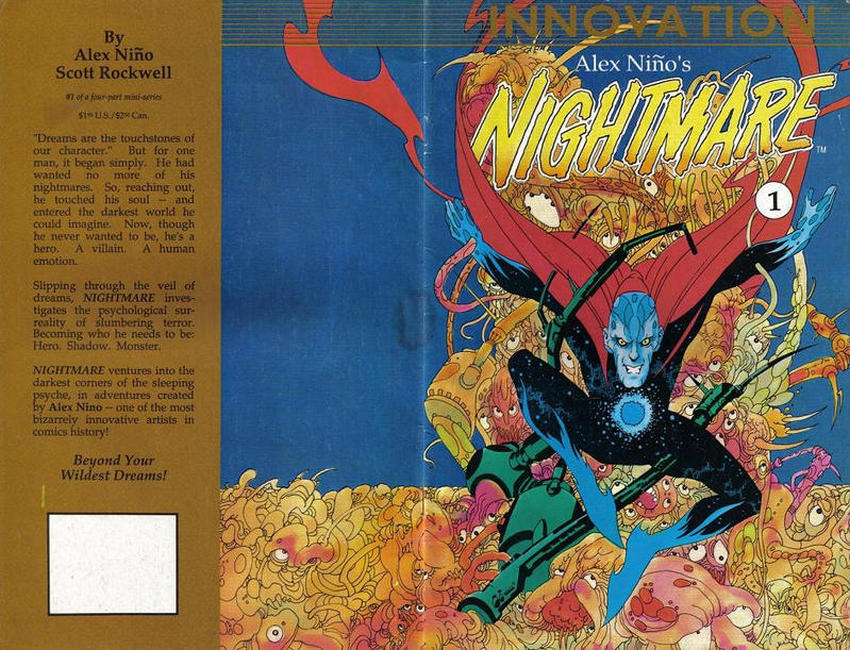 By
Alex Niño
Scott Rockwell
#1 of a four-part mini-series
$1⁹⁵ U.S./$2⁵⁰ Can.
"Dreams are the touchstones of
our character." But for one
man, it began simply. He had
wanted no more of his
nightmares. So, reaching out,
he touched his soul -- and
entered the darkest world he
could imagine. Now, though
he never wanted to be, he's a
hero. A villain. A human
emotion.
Slipping through the veil of
dreams, NIGHTMARE inves-
tigates the psychological sur-
reality of slumbering terror.
Becoming who he needs to be:
Hero. Shadow. Monster.
NIGHTMARE ventures into the
darkest corners of the sleeping
psyche, in adventures created
by Alex Nino -- one of the most
bizarrely innovative artists in
comics history!
Beyond Your
Wildest Dreams!
INNOVATION
Alex Niño's
NIGHTMARE
TM
1